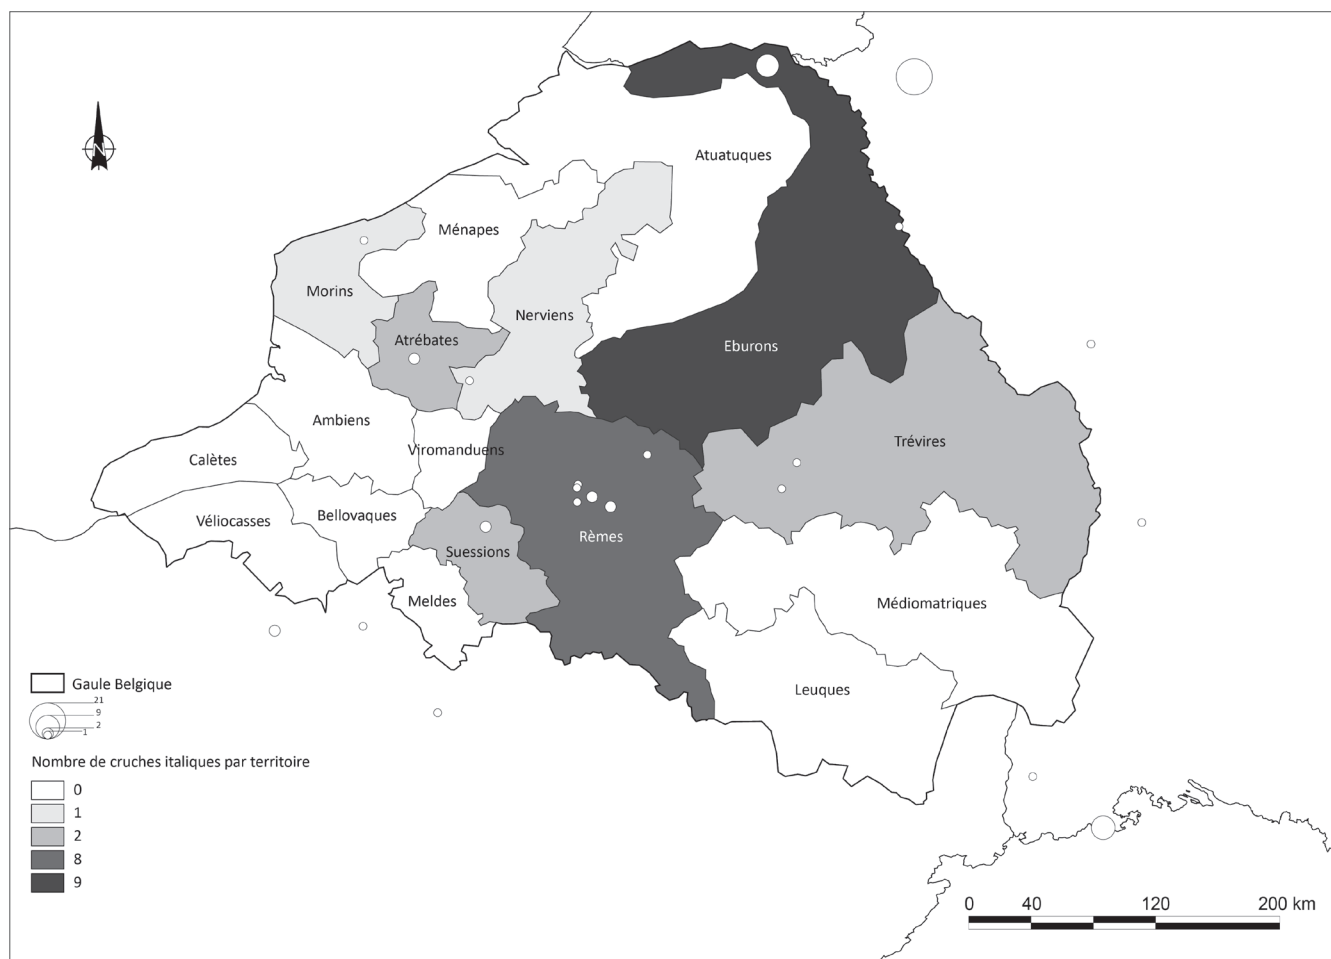 N
Atuatuques
Ménapes
Morins
Nerviens
Atrébates
Eburons
Ambiens
Trévires
Viromanduens
Calètes
Bellovaques
Véliocasses
Rèmes
Suessions
Meldes
Médiomatriques
Leuques
Gaule Belgique
21
9
2
1
Nombre de cruches italiques par territoire
0
1
2
8
9
0 40 120 200 km